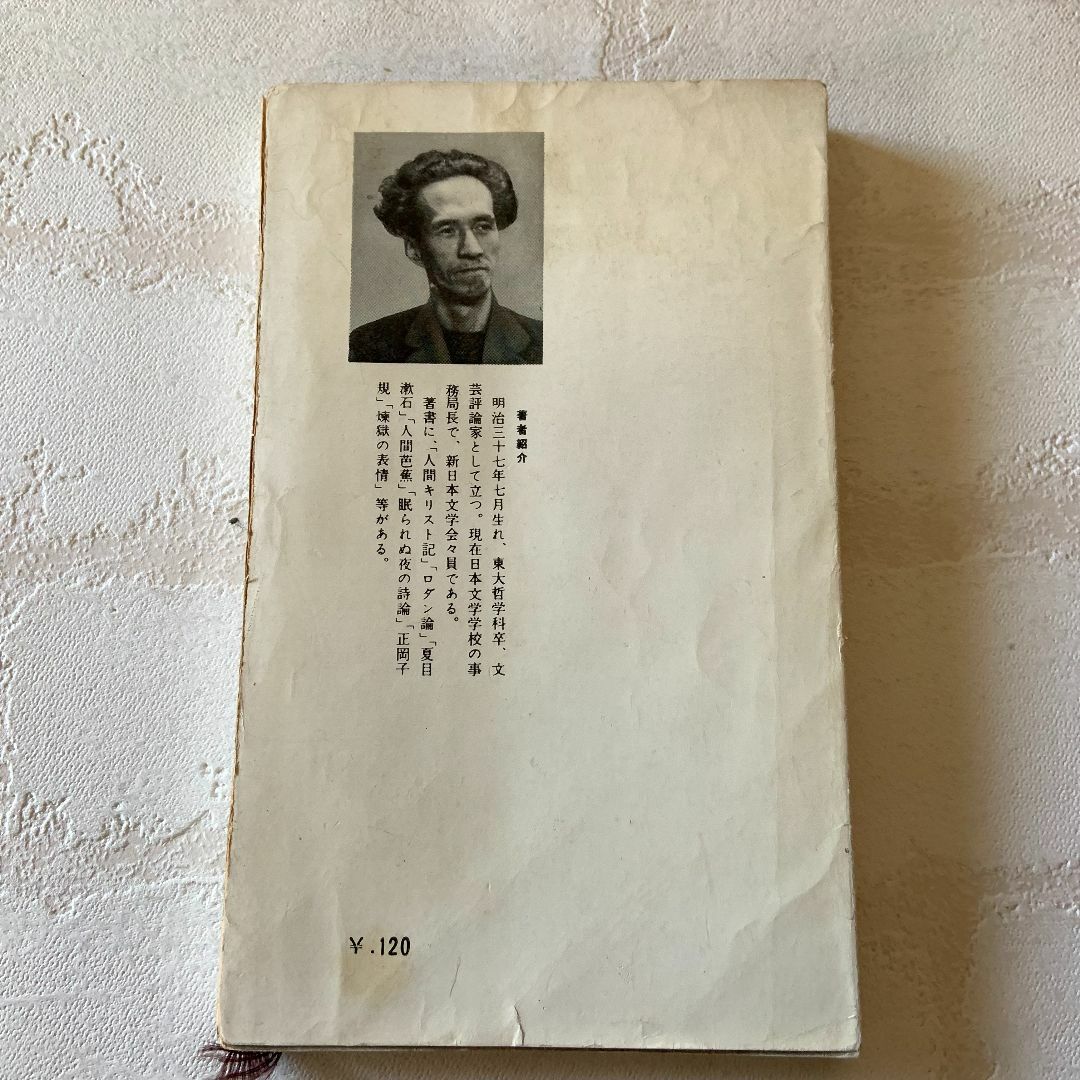 著者紹介
明治三十七年七月生れ、東大哲学科卒、文
芸評論家として立つ。現在日本文学学校の事
務局長で、新日本文学会々員である。
著書に、「人間キリスト記」「ロダン論」「夏目
漱石」「人間芭蕉」「眠られぬ夜の詩論」「正岡子
規」「煉獄の表情」等がある。
¥.120